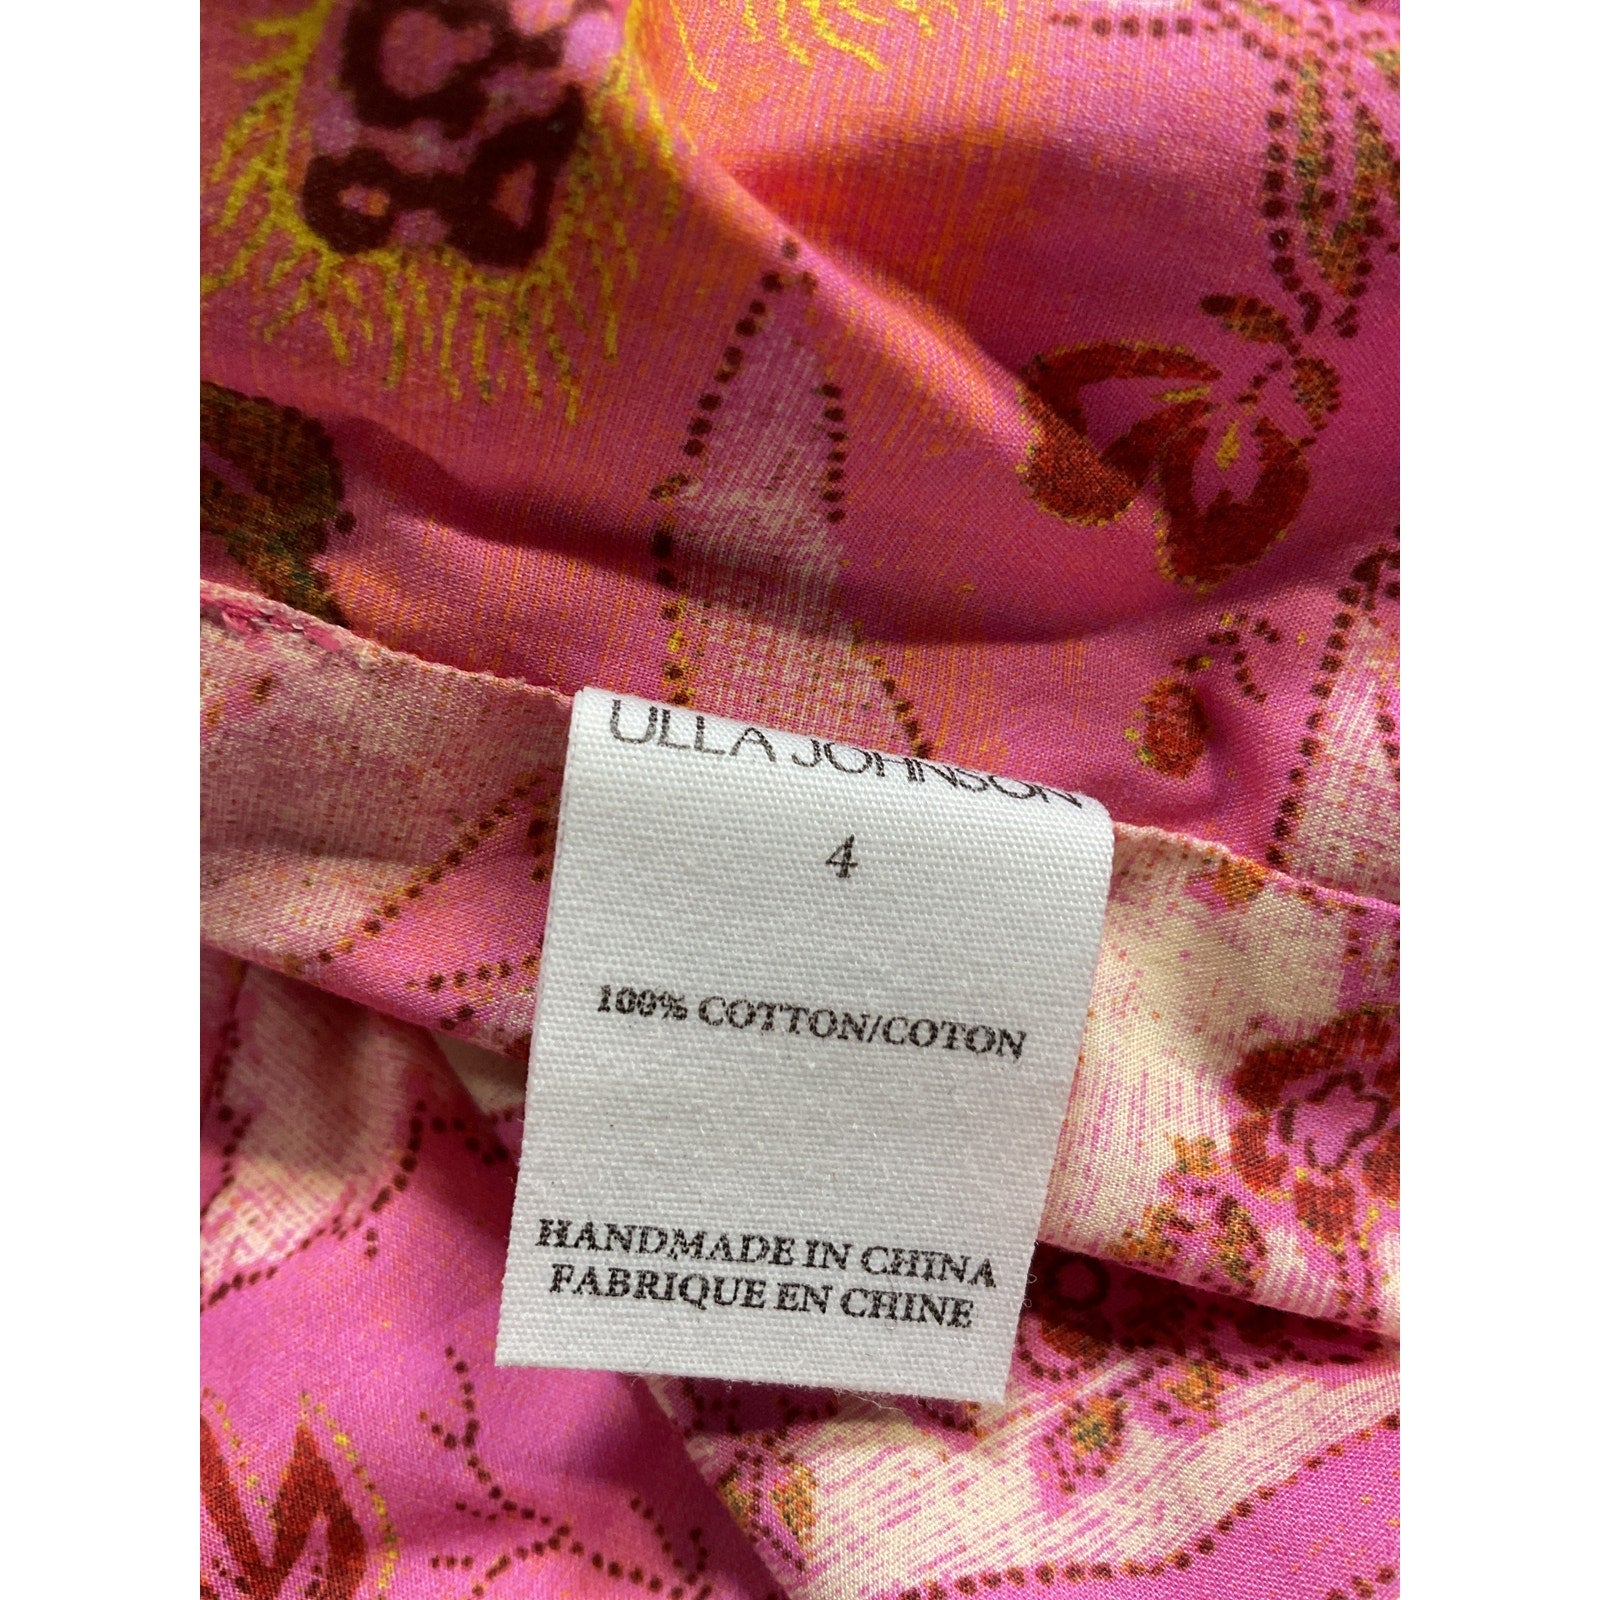 ULLA JOHNSON
4
100% COTTON/COTON
HANDMADE IN CHINA
FABRIQUE EN CHINE